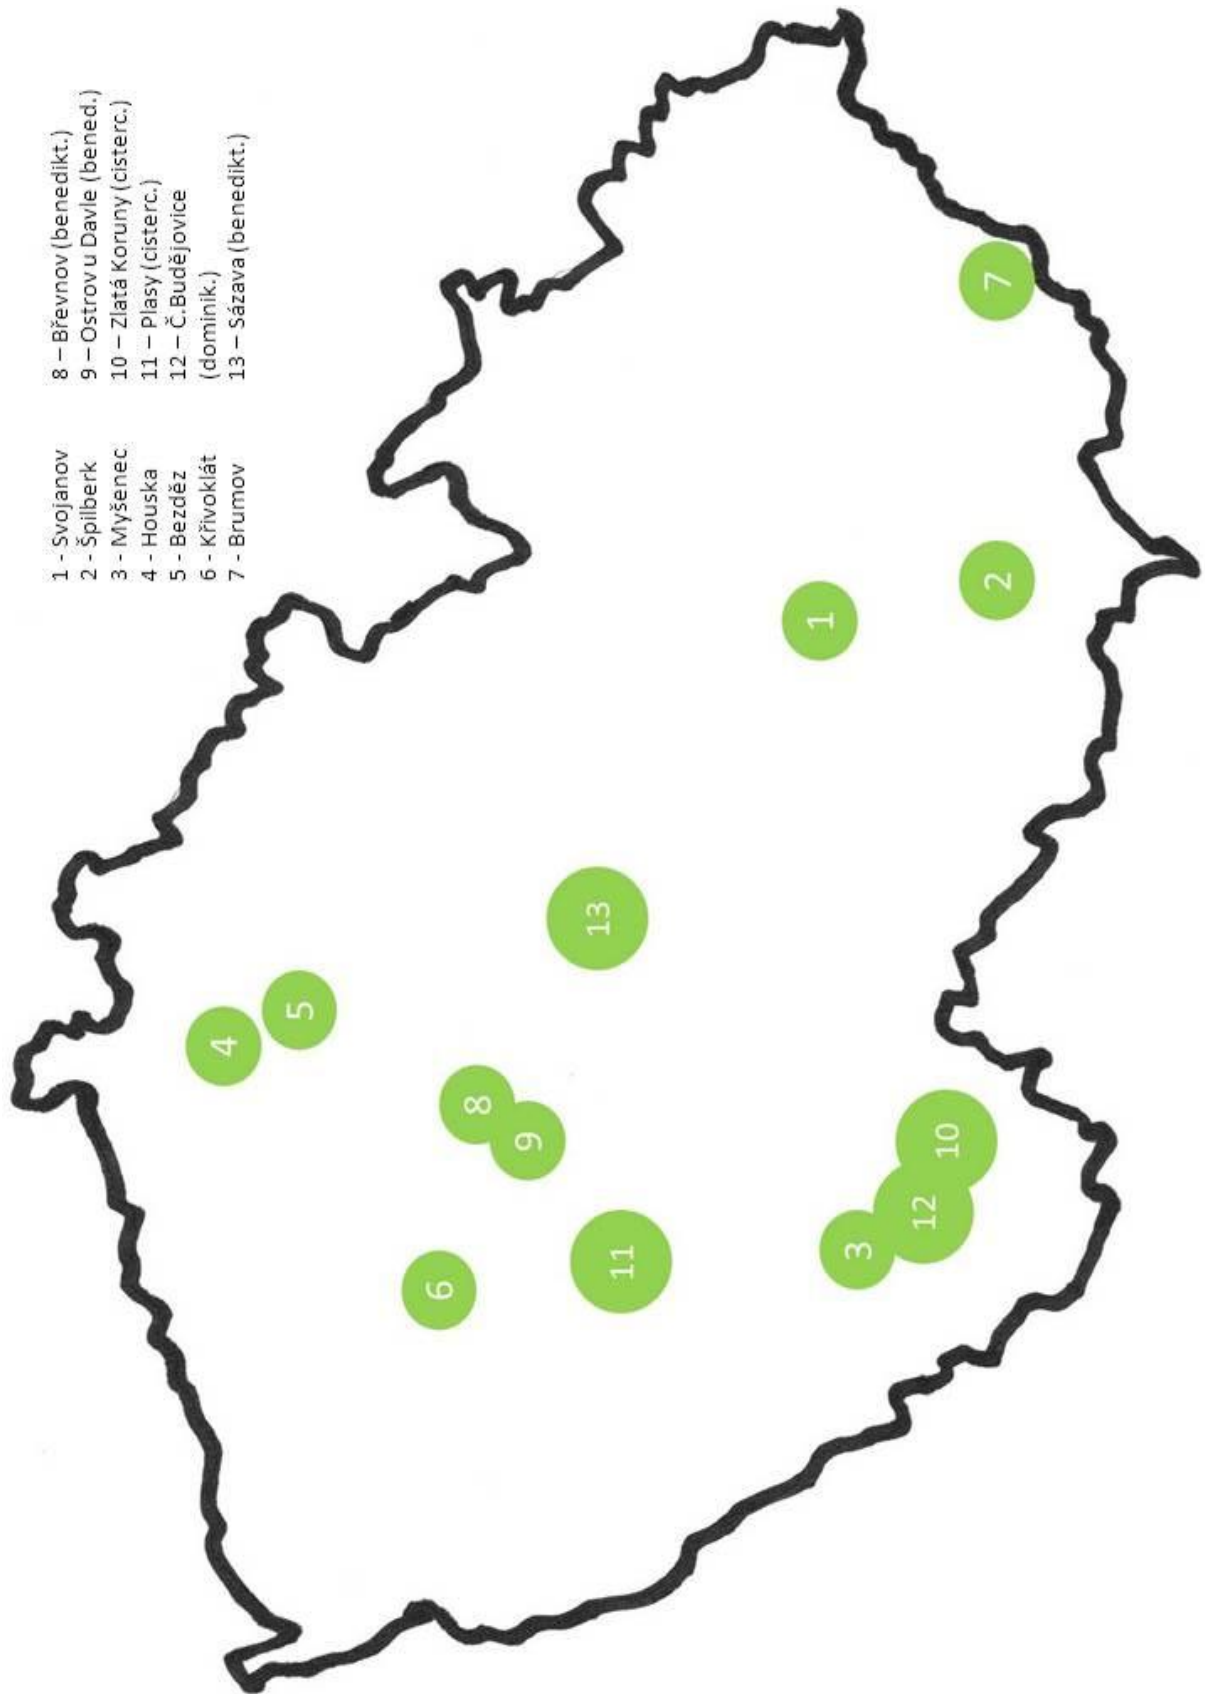 1 - Svojanov
2 - Špilberk
3 - Myšenec
4 - Houska
5 - Bezděz
6 - Křivoklát
7 - Brumov
8 – Břevnov (benedikt.)
9 – Ostrov u Davle (bened.)
10 – Zlatá Koruny (cisterc.)
11 – Plasy (cisterc.)
12 – Č.Budějovice
(dominik.)
13 – Sázava (benedikt.)
4
5
8
9
6
13
11
1
3
12
10
2
7